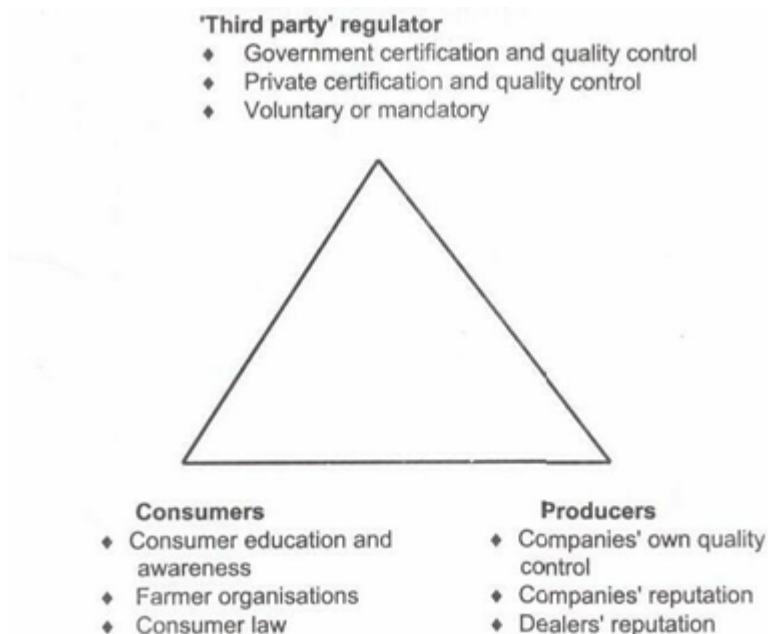 'Third party' regulator
♦ Government certification and quality control
♦ Private certification and quality control
♦ Voluntary or mandatory
Consumers
♦ Consumer education and
awareness
♦ Farmer organisations
♦ Consumer law
Producers
♦ Companies' own quality
control
♦ Companies' reputation
♦ Dealers' reputation